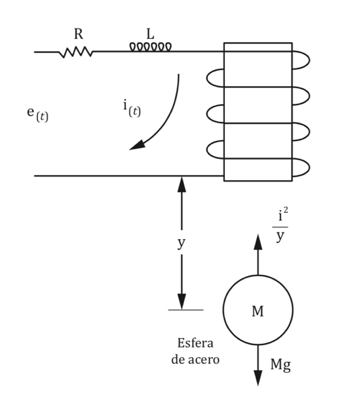 R
L
e(t)
i(t)
y
i²
y
M
Esfera
de acero
Mg